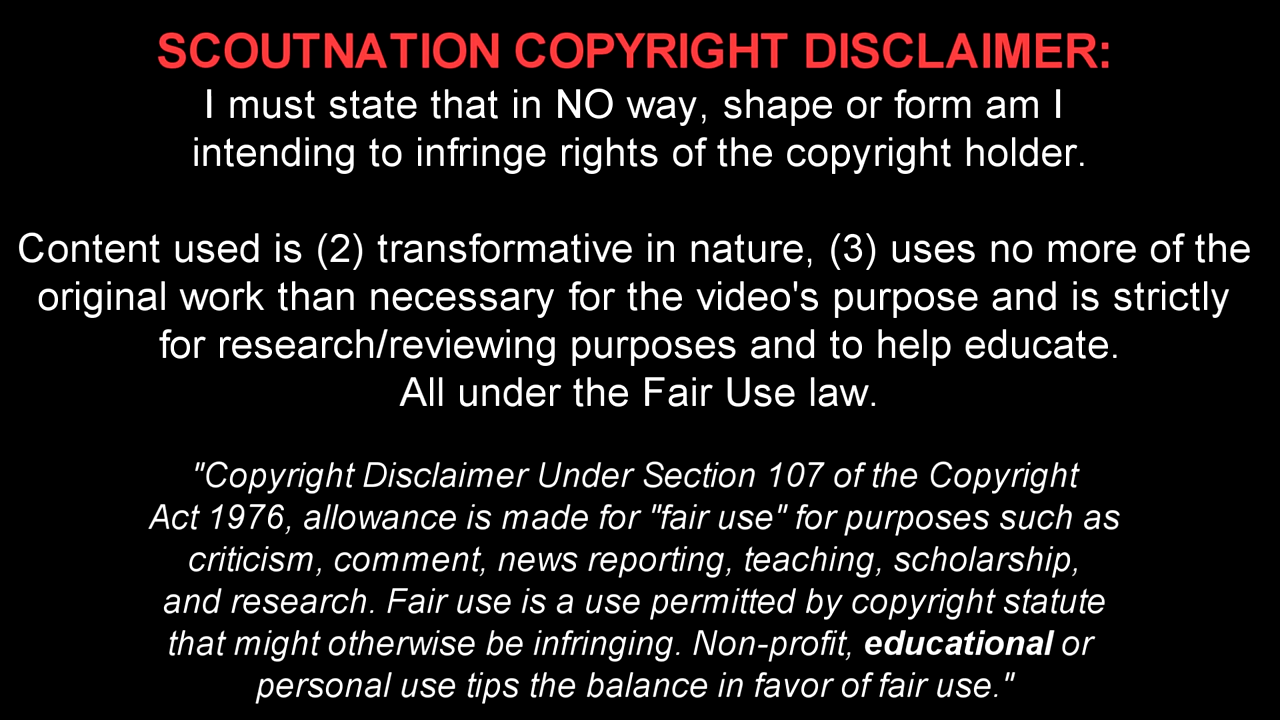 SCOUTNATION COPYRIGHT DISCLAIMER:
I must state that in NO way, shape or form am I
intending to infringe rights of the copyright holder.
Content used is (2) transformative in nature, (3) uses no more of the
original work than necessary for the video's purpose and is strictly
for research/reviewing purposes and to help educate.
All under the Fair Use law.
"Copyright Disclaimer Under Section 107 of the Copyright
Act 1976, allowance is made for "fair use" for purposes such as
criticism, comment, news reporting, teaching, scholarship,
and research. Fair use is a use permitted by copyright statute
that might otherwise be infringing. Non-profit, educational or
personal use tips the balance in favor of fair use."